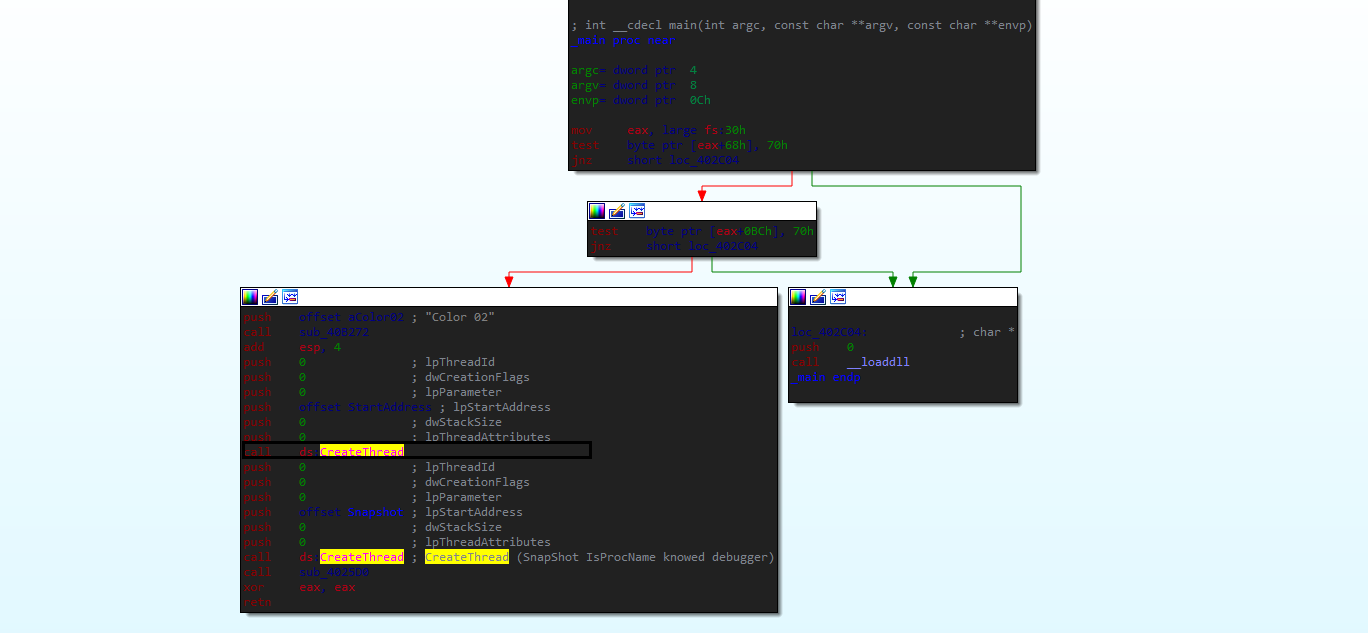 ; int __cdecl main(int argc, const char **argv, const char **envp)
_main proc near
argc= dword ptr  4
argv= dword ptr  8
envp= dword ptr  0Ch
mov     eax, large fs:30h
test    byte ptr [eax+68h], 70h
jnz     short loc_402C04
test    byte ptr [eax+0BCh], 70h
jnz     short loc_402C04
push    offset aColor02 ; "Color 02"
call    sub_408272
add     esp, 4
push    0               ; lpThreadId
push    0               ; dwCreationFlags
push    0               ; lpParameter
push    offset StartAddress ; lpStartAddress
push    0               ; dwStackSize
push    0               ; lpThreadAttributes
call    ds:CreateThread
push    0               ; lpThreadId
push    0               ; dwCreationFlags
push    0               ; lpParameter
push    offset Snapshot ; lpStartAddress
push    0               ; dwStackSize
push    0               ; lpThreadAttributes
call    ds:CreateThread ; CreateThread (SnapShot IsProcName knowed debugger)
call    sub_4025D0
xor     eax, eax
retn
loc_402C04:             ; char *
push    0
call    __loaddll
_main endp